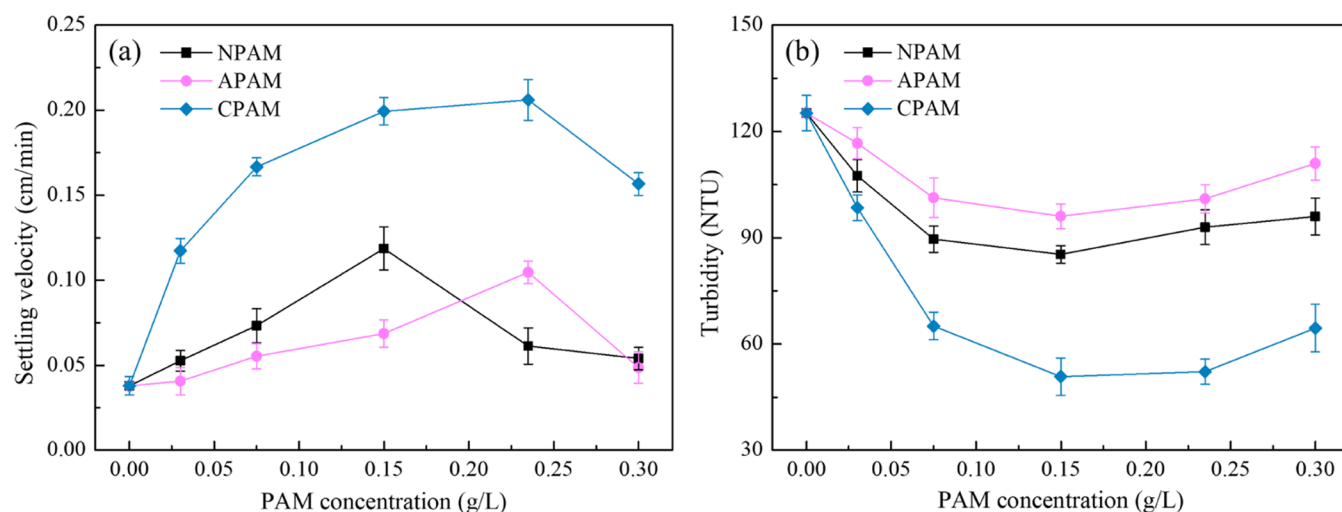 (a)
NPAM
APAM
CPAM
Settling velocity (cm/min)
0.25
0.20
0.15
0.10
0.05
0.00
0.00 0.05 0.10 0.15 0.20 0.25 0.30
PAM concentration (g/L)
(b)
NPAM
APAM
CPAM
Turbidity (NTU)
150
120
90
60
30
0.00 0.05 0.10 0.15 0.20 0.25 0.30
PAM concentration (g/L)